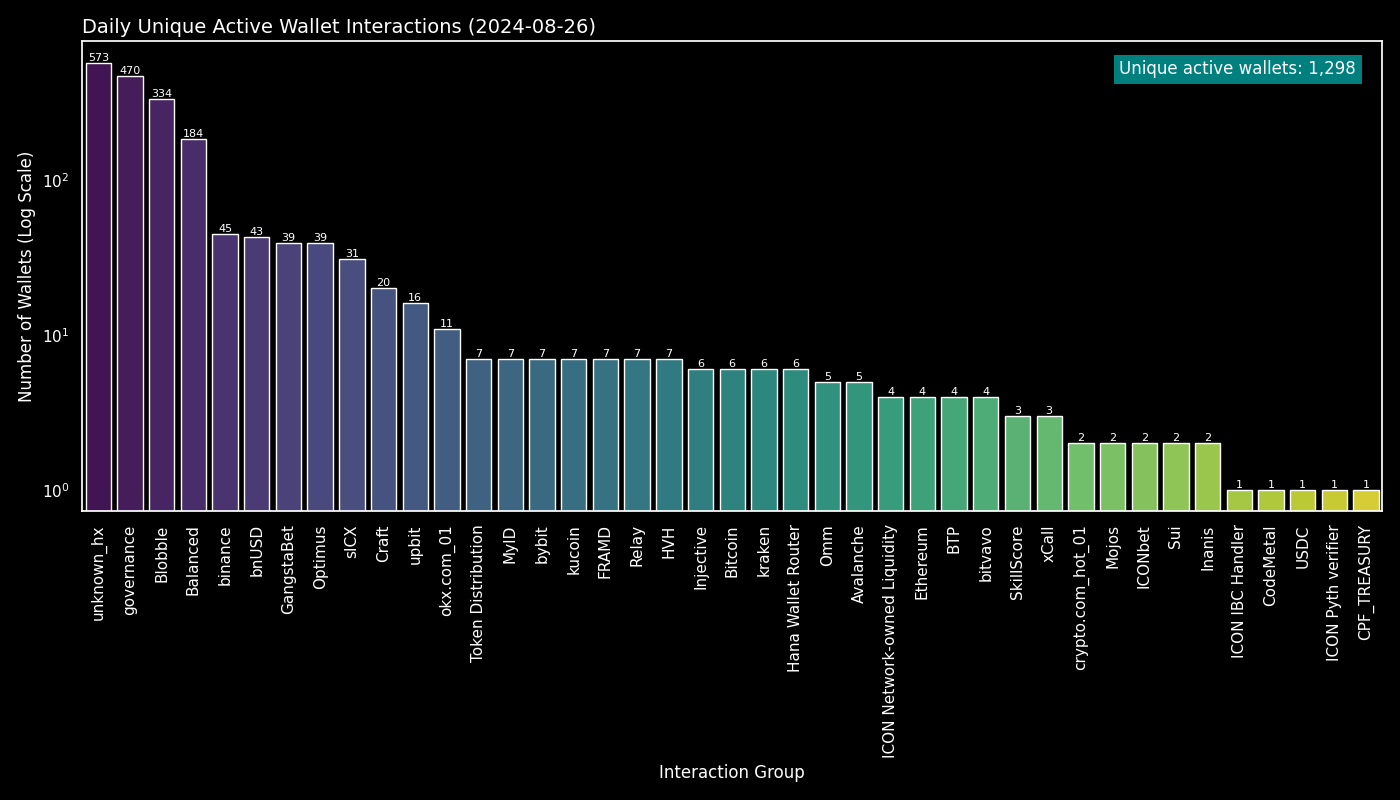 Daily Unique Active Wallet Interactions (2024-08-26)
Unique active wallets: 1,298
Number of Wallets (Log Scale)
10²
10¹
10⁰
573
470
334
184
45
43
39
39
31
20
16
11
7
7
7
7
7
7
7
6
6
6
6
5
5
4
4
4
4
3
3
2
2
2
2
2
1
1
1
1
1
unknown_hx
governance
Blobble
Balanced
binance
bnUSD
GangstaBet
Optimus
sICX
Craft
upbit
okx.com_01
Token Distribution
MyID
bybit
kucoin
FRAMD
Relay
HVH
Injective
Bitcoin
kraken
Hana Wallet Router
Omm
Avalanche
ICON Network-owned Liquidity
Ethereum
BTP
bitvavo
SkillScore
xCall
crypto.com_hot_01
Mojos
ICONbet
Sui
Inanis
ICON IBC Handler
CodeMetal
USDC
ICON Pyth verifier
CPF_TREASURY
Interaction Group